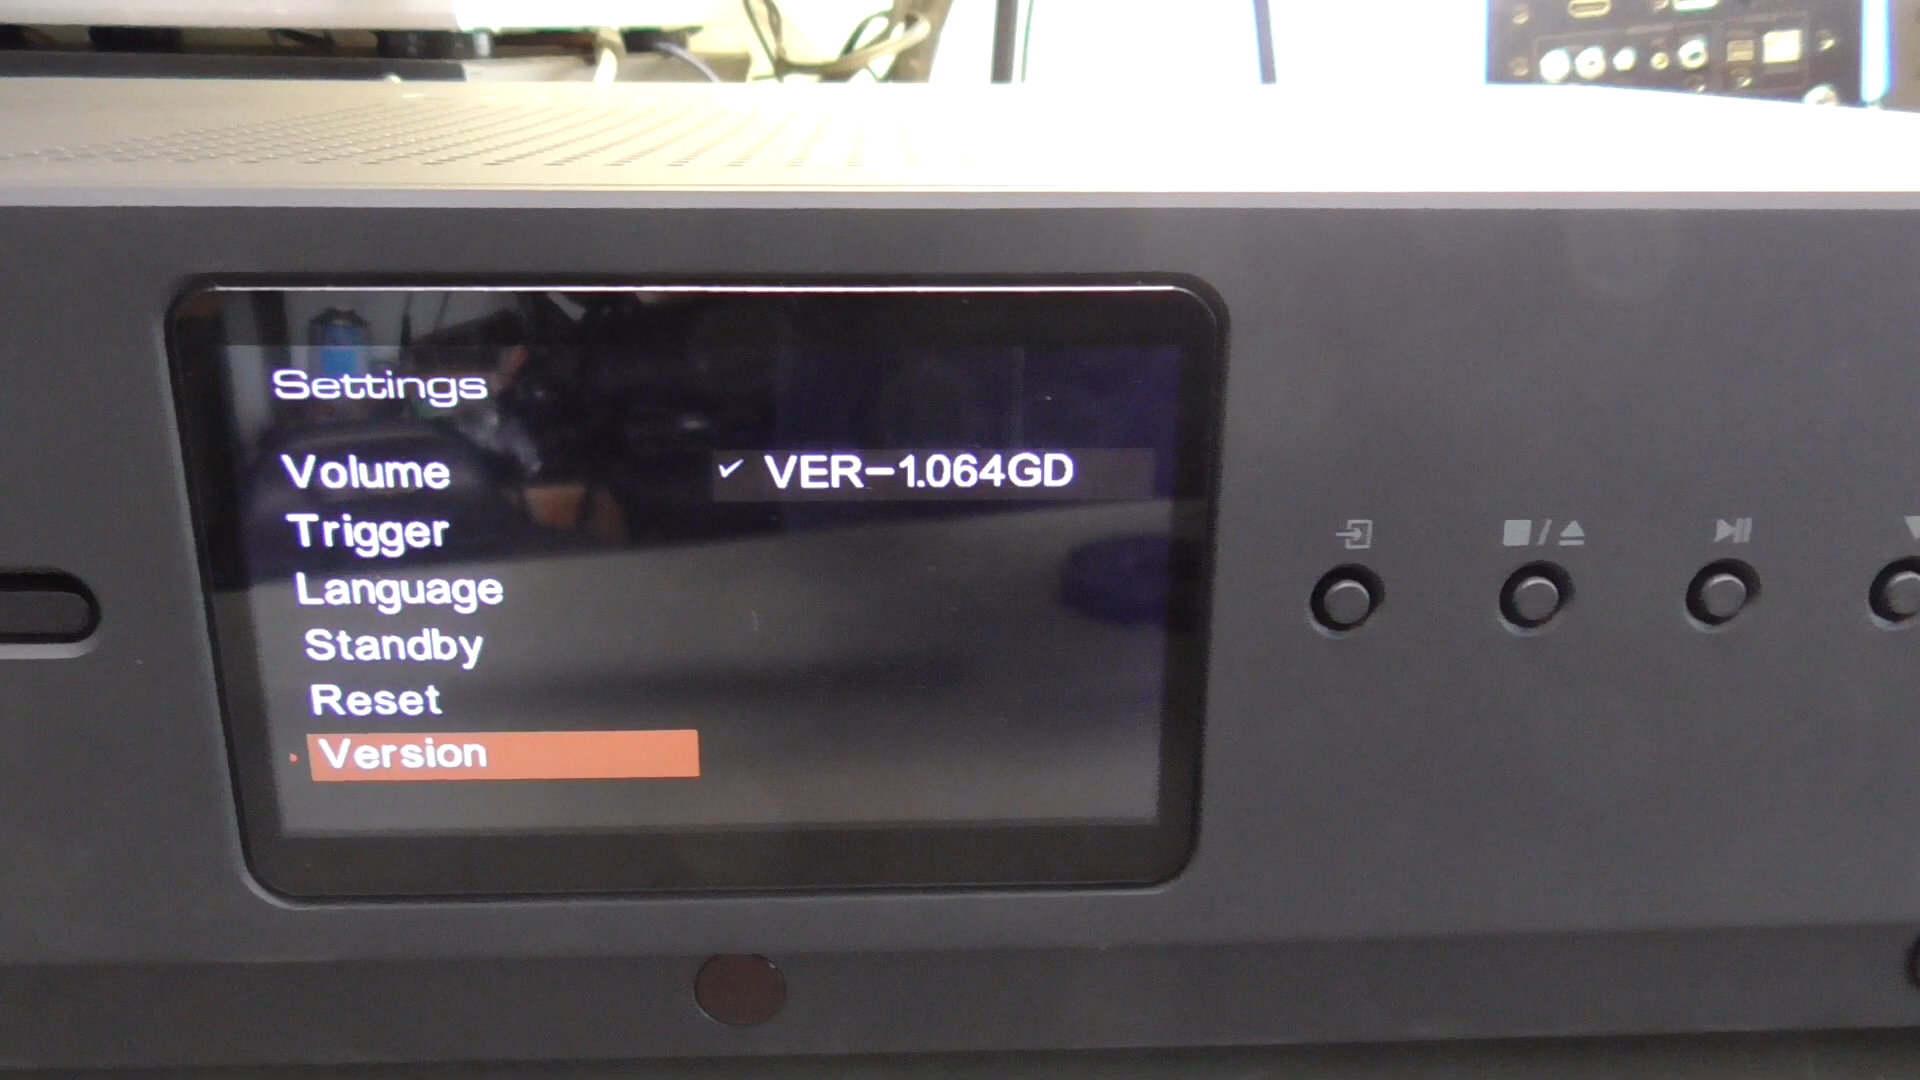 Settings
Volume ✓ VER-1.064GD
Trigger
Language
Standby
Reset
Version